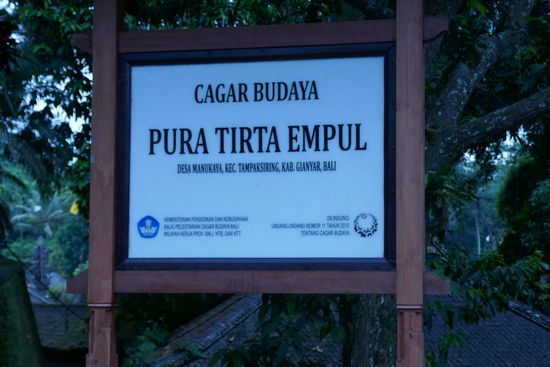 CAGAR BUDAYA
PURA TIRTA EMPUL
DESA MANUKAYA, KEC. TAMPAKSIRING, KAB. GIANYAR, BALI
KEMENTERIAN PENDIDIKAN DAN KEBUDAYAAN
BALAI PELESTARIAN CAGAR BUDAYA BALI
WILAYAH KERJA PROV. BALI, NTB, DAN NTT
DILINDUNGI
UNDANG-UNDANG NOMOR 11 TAHUN 2010
TENTANG CAGAR BUDAYA